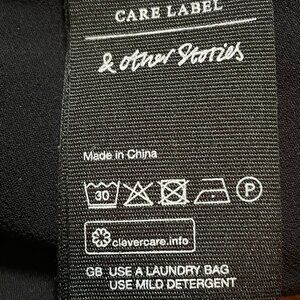 CARE LABEL
& other Stories
Made in China
30 P
clevercare.info
GB USE A LAUNDRY BAG
USE MILD DETERGENT